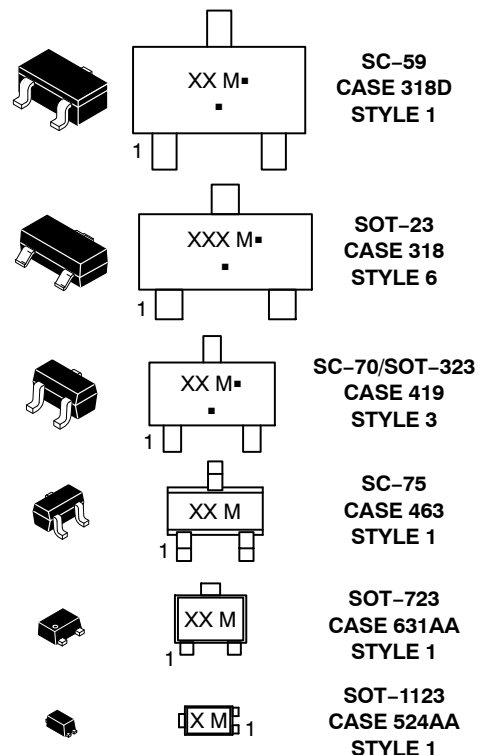 XX M▪
▪
1
SC−59
CASE 318D
STYLE 1
XXX M▪
▪
1
SOT−23
CASE 318
STYLE 6
XX M▪
▪
1
SC−70/SOT−323
CASE 419
STYLE 3
XX M
1
SC−75
CASE 463
STYLE 1
XX M
1
SOT−723
CASE 631AA
STYLE 1
X M
1
SOT−1123
CASE 524AA
STYLE 1